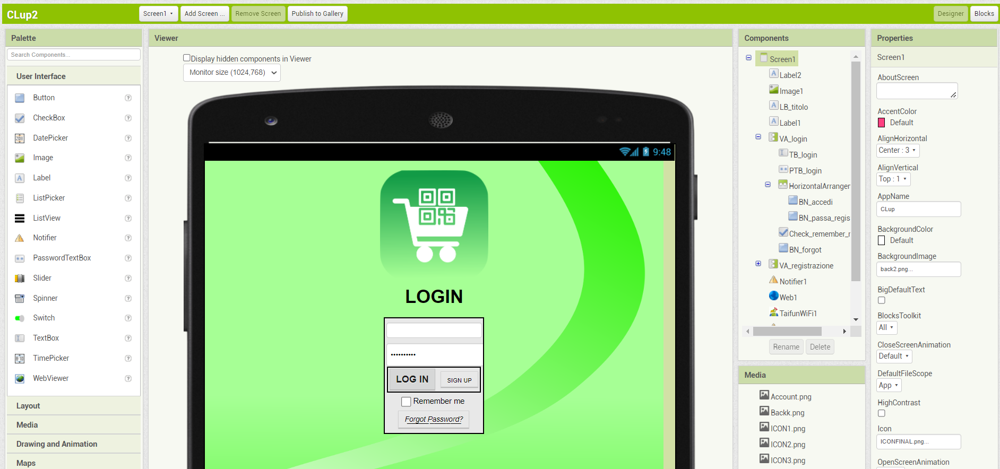 CLup2
Screen1
Add Screen ...
Remove Screen
Publish to Gallery
Designer
Blocks
Palette
Search Components...
User Interface
Button
CheckBox
DatePicker
Image
Label
ListPicker
ListView
Notifier
PasswordTextBox
Slider
Spinner
Switch
TextBox
TimePicker
WebViewer
Layout
Media
Drawing and Animation
Maps
Viewer
Display hidden components in Viewer
Monitor size (1024,768)
9:48
LOGIN
LOG IN
SIGN UP
Remember me
Forgot Password?
Components
Screen1
Label2
Image1
LB_titolo
Label1
VA_login
TB_login
PTB_login
HorizontalArranger
BN_accedi
BN_passa_regis
Check_remember_r
BN_forgot
VA_registrazione
Notifier1
Web1
TaifunWiFi1
Rename
Delete
Media
Account.png
Backk.png
ICON1.png
ICON2.png
ICON3.png
Properties
Screen1
AboutScreen
AccentColor
Default
AlignHorizontal
Center : 3
AlignVertical
Top : 1
AppName
CLup
BackgroundColor
Default
BackgroundImage
back2.png...
BigDefaultText
BlocksToolkit
All
CloseScreenAnimation
Default
DefaultFileScope
App
HighContrast
Icon
ICONFINAL.png...
OpenScreenAnimation